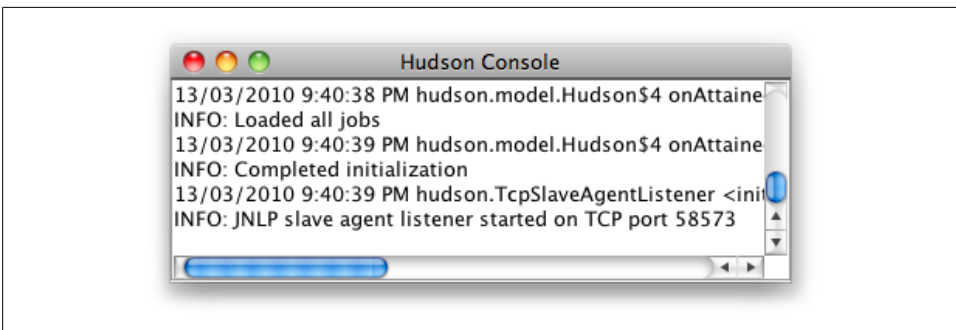 Hudson Console
13/03/2010 9:40:38 PM hudson.model.Hudson$4 onAttaine
INFO: Loaded all jobs
13/03/2010 9:40:39 PM hudson.model.Hudson$4 onAttaine
INFO: Completed initialization
13/03/2010 9:40:39 PM hudson.TcpSlaveAgentListener <init
INFO: JNLP slave agent listener started on TCP port 58573